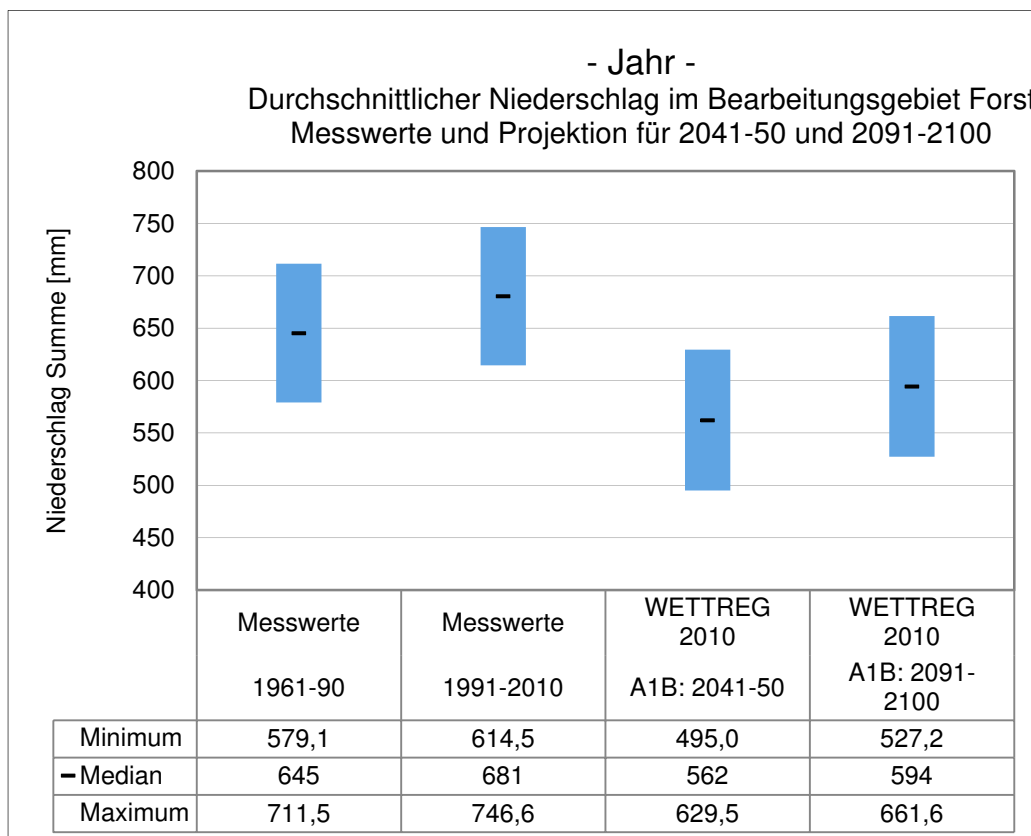 - Jahr -
Durchschnittlicher Niederschlag im Bearbeitungsgebiet Forst
Messwerte und Projektion für 2041-50 und 2091-2100
Niederschlag Summe [mm]
800
750
700
650
600
550
500
450
400
Messwerte Messwerte WETTREG 2010 WETTREG 2010
1961-90 1991-2010 A1B: 2041-50 A1B: 2091-2100
Minimum 579,1 614,5 495,0 527,2
Median 645 681 562 594
Maximum 711,5 746,6 629,5 661,6